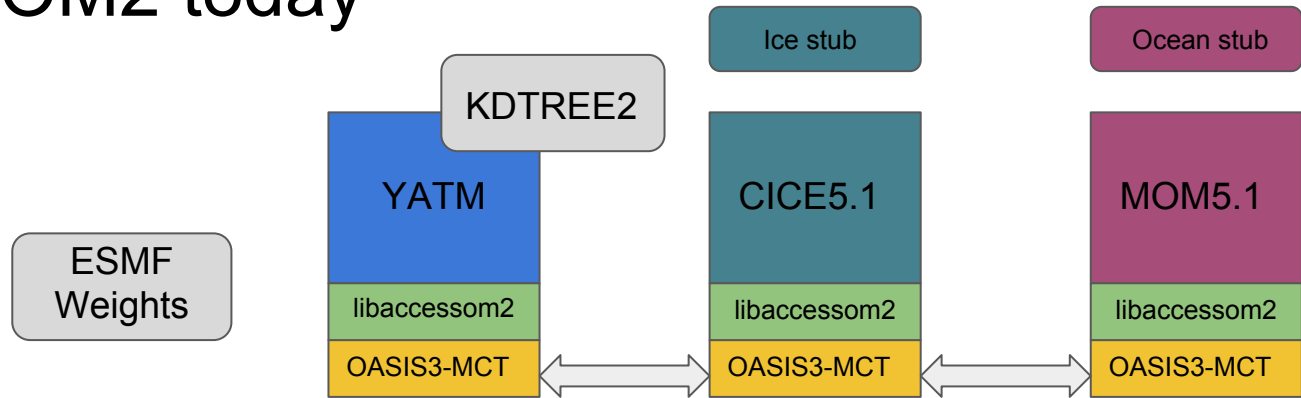 OM2 today
Ice stub
Ocean stub
KDTREE2
YATM
CICE5.1
MOM5.1
ESMF
Weights
libaccessom2
libaccessom2
libaccessom2
OASIS3-MCT
OASIS3-MCT
OASIS3-MCT